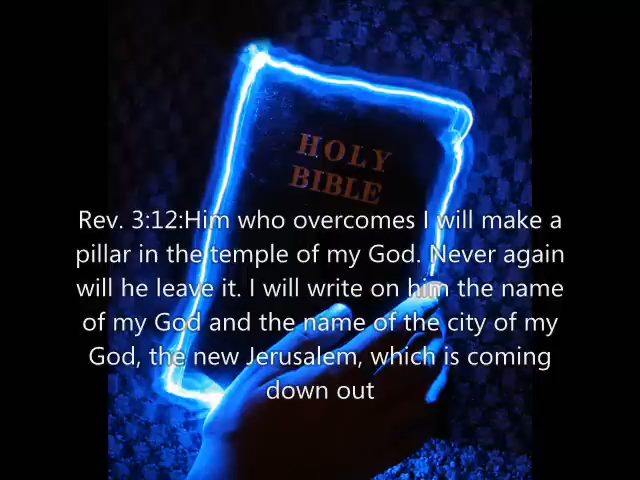 HOLY
BIBLE
Rev. 3:12:Him who overcomes I will make a
pillar in the temple of my God. Never again
will he leave it. I will write on him the name
of my God and the name of the city of my
God, the new Jerusalem, which is coming
down out